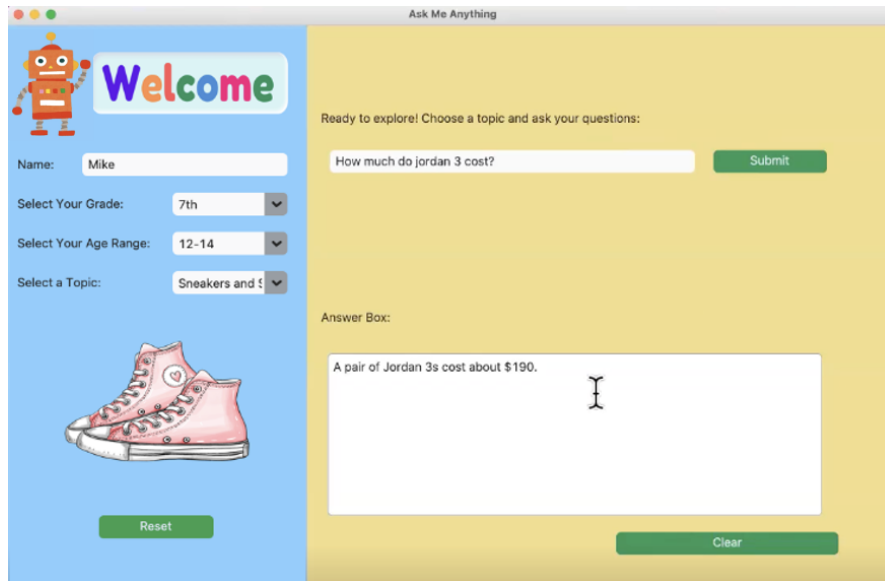 Ask Me Anything
Welcome
Name: Mike
Select Your Grade: 7th
Select Your Age Range: 12-14
Select a Topic: Sneakers and S
Reset
Ready to explore! Choose a topic and ask your questions:
How much do jordan 3 cost? Submit
Answer Box:
A pair of Jordan 3s cost about $190.
Clear